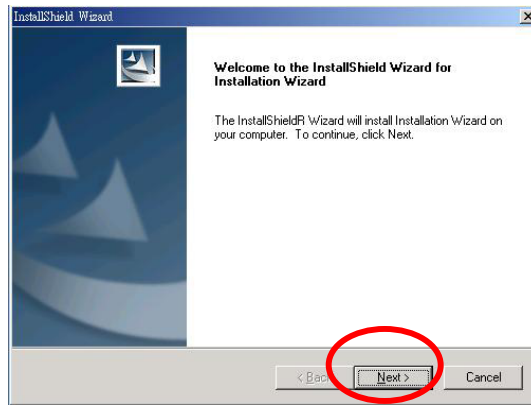 InstallShield Wizard
Welcome to the InstallShield Wizard for
Installation Wizard
The InstallShieldR Wizard will install Installation Wizard on
your computer. To continue, click Next.
< Back
Next >
Cancel